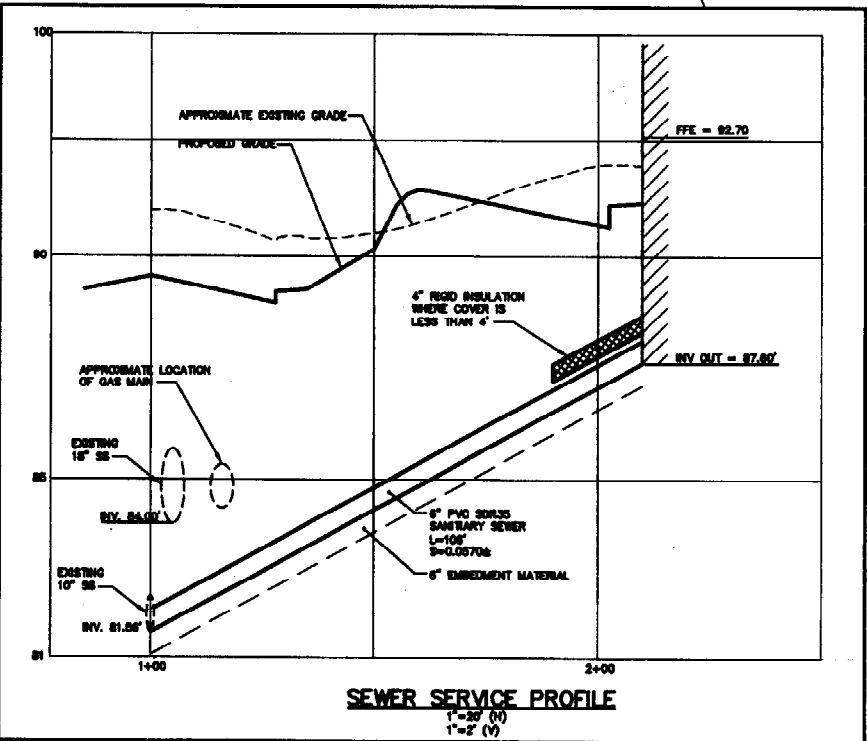 100
APPROXIMATE EXISTING GRADE
PROPOSED GRADE
FFE = 92.70
90
4" RIGID INSULATION
WHERE COVER IS
LESS THAN 4'
INV OUT = 87.60'
APPROXIMATE LOCATION
OF GAS MAIN
EXISTING
18" SS
85
INV. 84.00'
6" PVC SDR35
SANITARY SEWER
L=106'
S=0.0570±
6" EMBEDMENT MATERIAL
EXISTING
10" SS
INV. 81.56'
81
1+00
2+00
SEWER SERVICE PROFILE
1"=20' (H)
1"=2' (V)